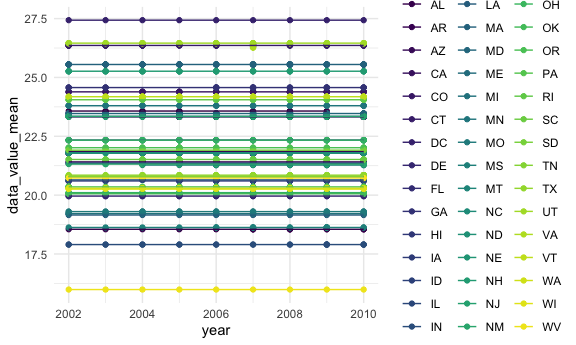 27.5
25.0
22.5
20.0
17.5
data_value_mean
2002 2004 2006 2008 2010
year
AL LA OH
AR MA OK
AZ MD OR
CA ME PA
CO MI RI
CT MN SC
DC MO SD
DE MS TN
FL MT TX
GA NC UT
HI ND VA
IA NE VT
ID NH WA
IL NJ WI
IN NM WV